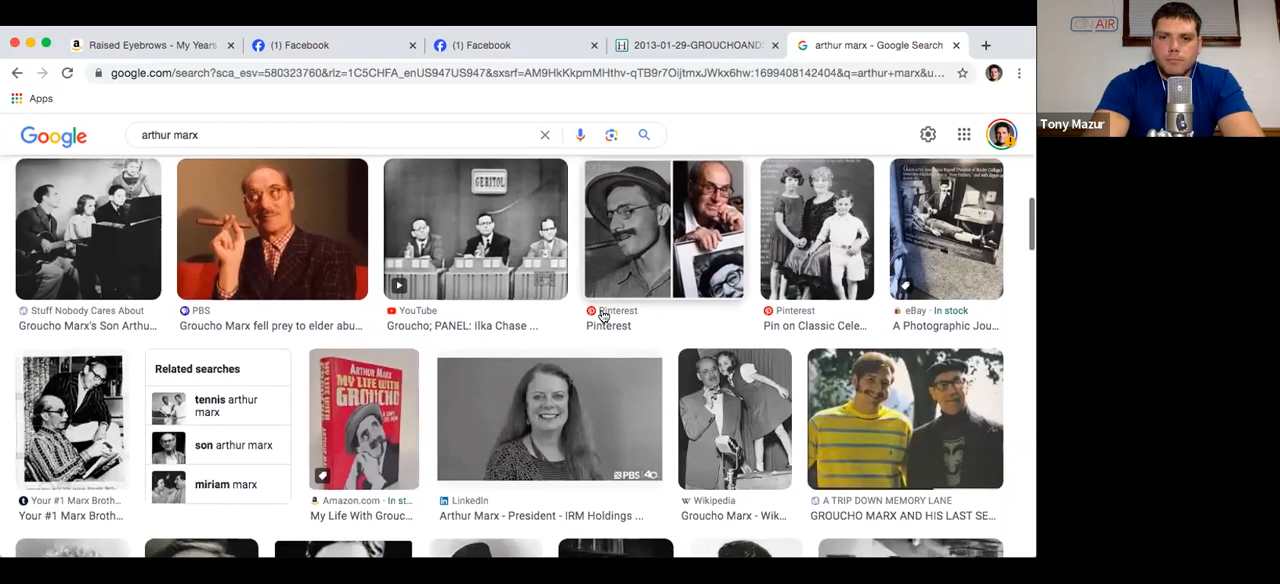 Raised Eyebrows - My Years
(1) Facebook
(1) Facebook
2013-01-29-GROUCHOAND
arthur marx - Google Search
google.com/search?sca_esv=580323760&rlz=1C5CHFA_enUS947US947&sxsrf=AM9HkKkpmMHthv-qTB9r7OijtmxJWkx6hw:1699408142404&q=arthur+marx&u...
Apps
ON AIR
Tony Mazur
Google
arthur marx
GERITOL
Stuff Nobody Cares About
Groucho Marx's Son Arthu...
PBS
Groucho Marx fell prey to elder abu...
YouTube
Groucho; PANEL: Ilka Chase ...
Pinterest
Pinterest
Pinterest
Pin on Classic Cele...
eBay · In stock
A Photographic Jou...
Your #1 Marx Broth...
Your #1 Marx Broth...
Related searches
tennis arthur
marx
son arthur marx
miriam marx
ARTHUR MARX
MY LIFE WITH
GROUCHO
Amazon.com · In st...
My Life With Grouc...
PBS 40
LinkedIn
Arthur Marx - President - IRM Holdings ...
Wikipedia
Groucho Marx - Wik...
A TRIP DOWN MEMORY LANE
GROUCHO MARX AND HIS LAST SE...